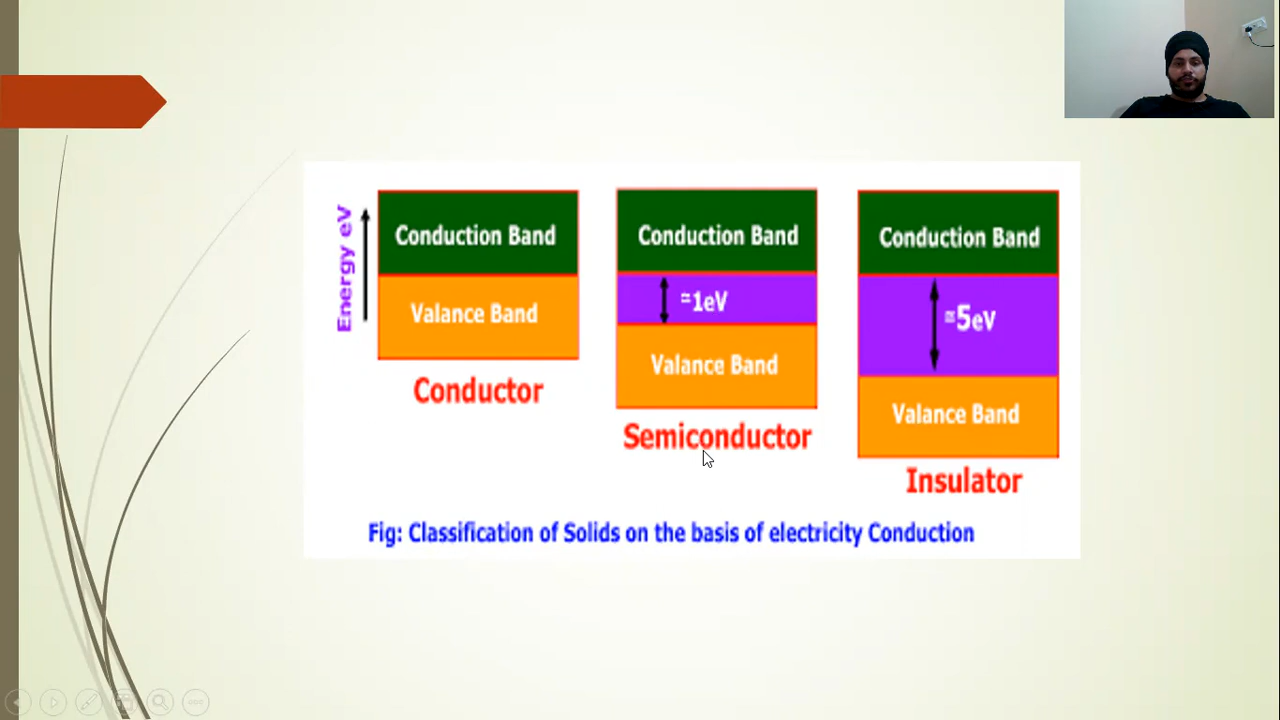 Energy eV
Conduction Band
Valance Band
Conductor
Conduction Band
≃1eV
Valance Band
Semiconductor
Conduction Band
≃5eV
Valance Band
Insulator
Fig: Classification of Solids on the basis of electricity Conduction